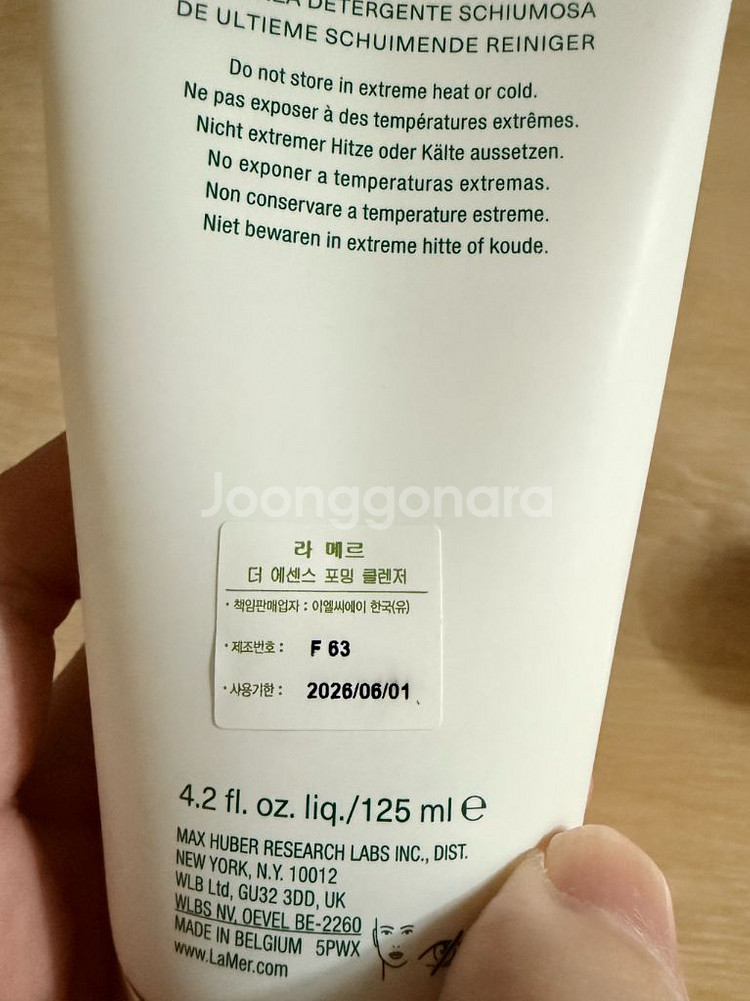 DETERGENTE SCHIUMOSA
DE ULTIEME SCHUIMENDE REINIGER
Do not store in extreme heat or cold.
Ne pas exposer à des températures extrêmes.
Nicht extremer Hitze oder Kälte aussetzen.
No exponer a temperaturas extremas.
Non conservare a temperature estreme.
Niet bewaren in extreme hitte of koude.
Joonggonara
라 메르
더 에센스 포밍 클렌저
· 책임판매업자 : 이엘씨에이 한국(유)
· 제조번호 : F 63
· 사용기한 : 2026/06/01
4.2 fl. oz. liq./125 ml e
MAX HUBER RESEARCH LABS INC., DIST.
NEW YORK, N.Y. 10012
WLB Ltd, GU32 3DD, UK
WLBS NV, OEVEL BE-2260
MADE IN BELGIUM 5PWX
www.LaMer.com